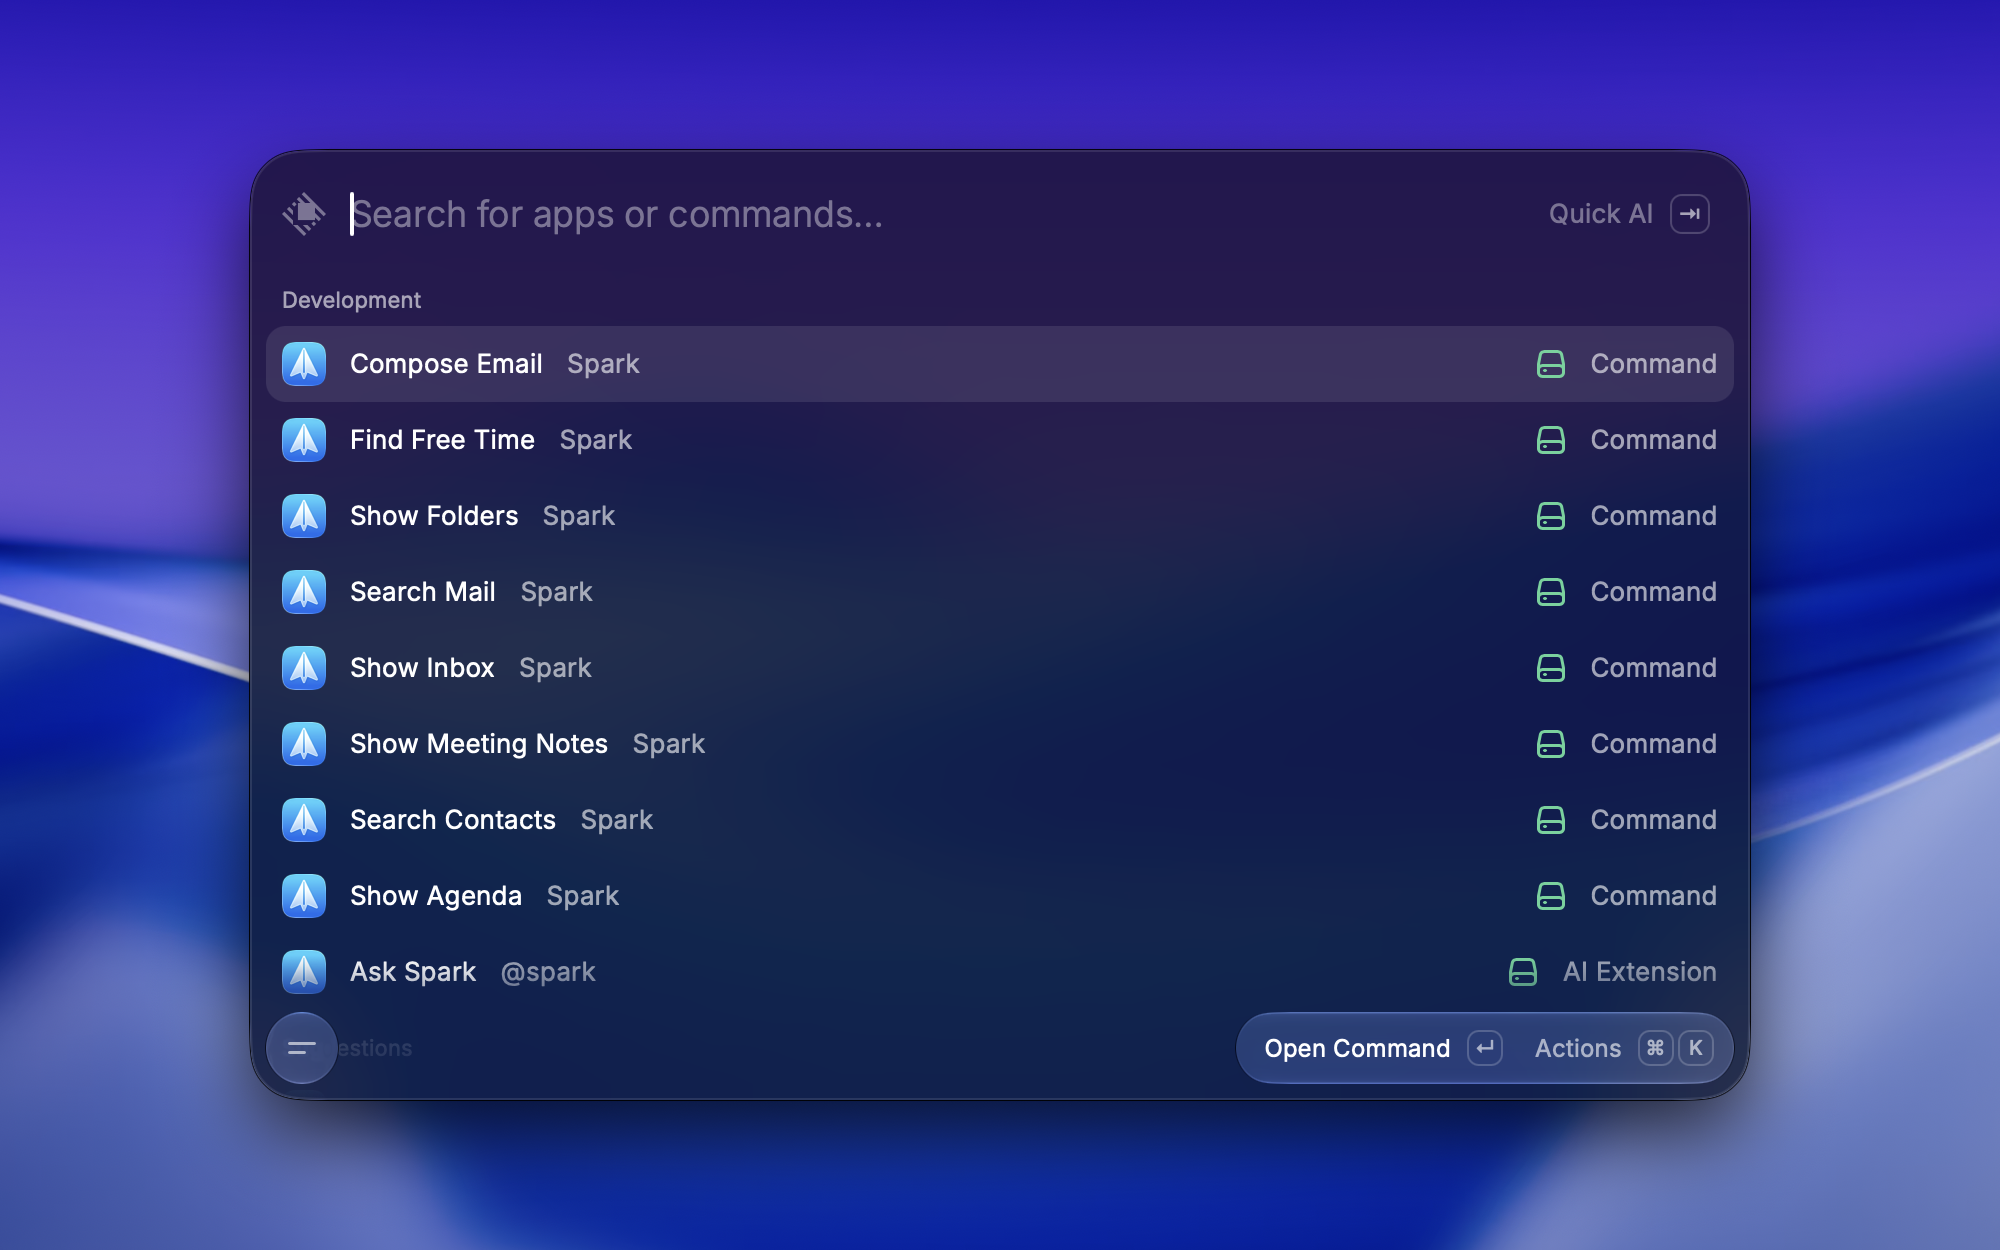 Search for apps or commands...
Quick AI
Development
Compose Email Spark Command
Find Free Time Spark Command
Show Folders Spark Command
Search Mail Spark Command
Show Inbox Spark Command
Show Meeting Notes Spark Command
Search Contacts Spark Command
Show Agenda Spark Command
Ask Spark @spark AI Extension
estions
Open Command Actions ⌘ K